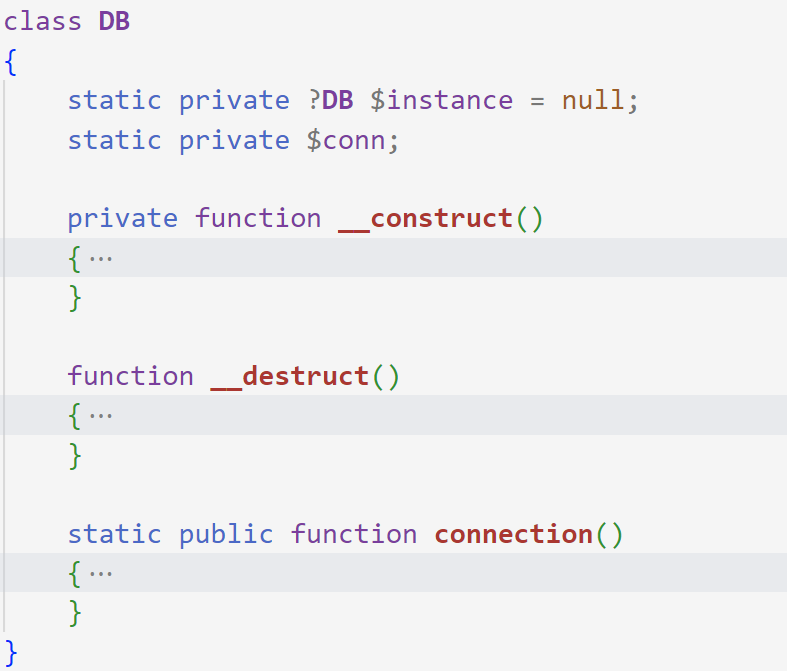 class DB
{
    static private ?DB $instance = null;
    static private $conn;

    private function __construct()
    { ···
    }

    function __destruct()
    { ···
    }

    static public function connection()
    { ···
    }
}